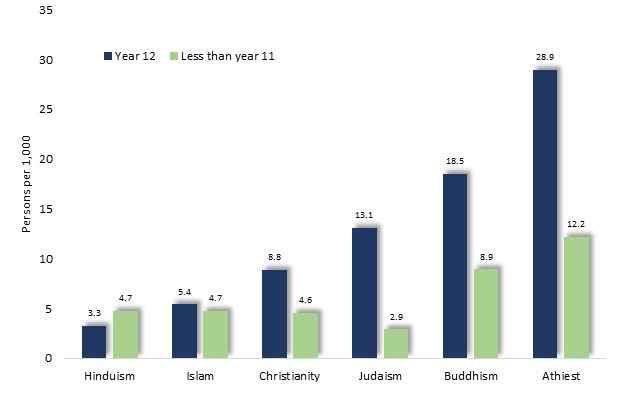 35
30
25
20
15
10
5
0
Persons per 1,000
Year 12 Less than year 11
3.3 4.7 5.4 4.7 8.8 4.6 13.1 2.9 18.5 8.9 28.9 12.2
Hinduism Islam Christianity Judaism Buddhism Athiest